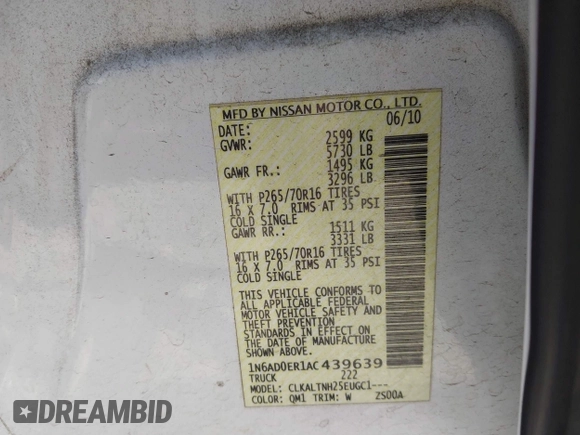 MFD BY NISSAN MOTOR CO., LTD.
DATE: 06/10
GVWR: 2599 KG
5730 LB
GAWR FR.: 1495 KG
3296 LB
WITH P265/70R16 TIRES
16 X 7.0 RIMS AT 35 PSI
COLD SINGLE
GAWR RR.: 1511 KG
3331 LB
WITH P265/70R16 TIRES
16 X 7.0 RIMS AT 35 PSI
COLD SINGLE
THIS VEHICLE CONFORMS TO
ALL APPLICABLE FEDERAL
MOTOR VEHICLE SAFETY AND
THEFT PREVENTION
STANDARDS IN EFFECT ON
THE DATE OF MANUFACTURE
SHOWN ABOVE.
1N6AD0ER1AC439639
TRUCK 222
MODEL: CLKALTNH25EUGC1---
COLOR: QM1 TRIM: W ZS00A
DREAMBID
DREAMBID